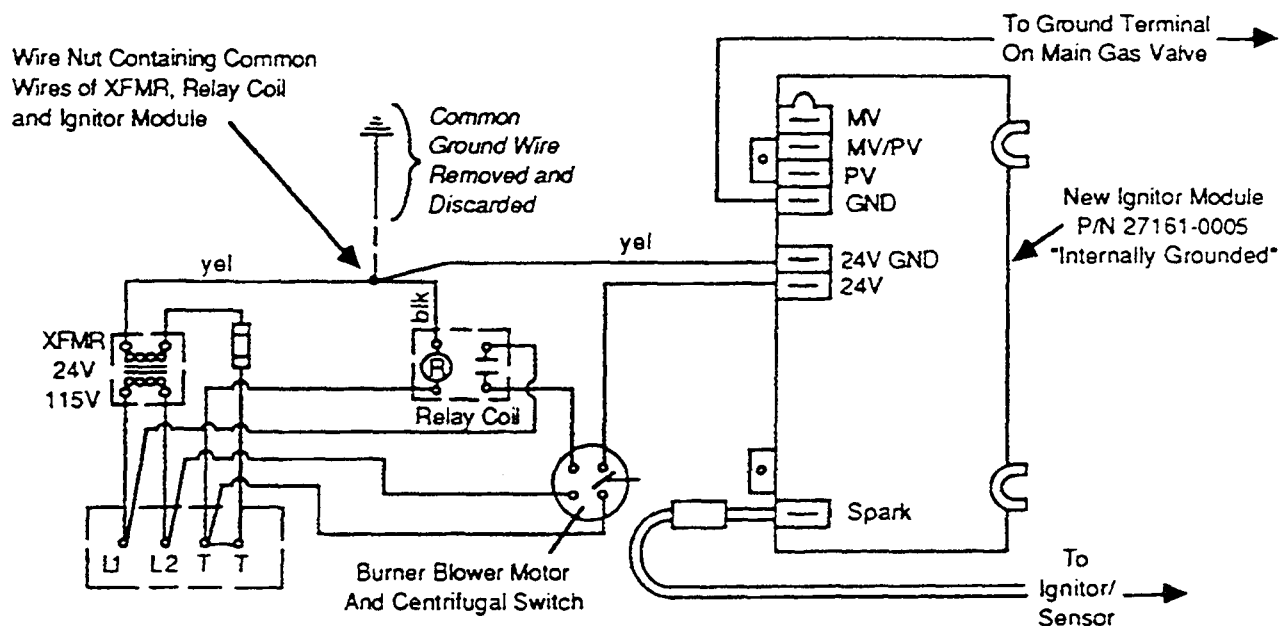 To Ground Terminal
On Main Gas Valve
Wire Nut Containing Common
Wires of XFMR, Relay Coil
and Ignitor Module
Common
Ground Wire
Removed and
Discarded
MV
MV/PV
PV
GND
New Ignitor Module
P/N 27161-0005
"Internally Grounded"
yel
yel
24V GND
24V
blk
XFMR
24V
115V
R
Relay Coil
Spark
L1 L2 T T
Burner Blower Motor
And Centrifugal Switch
To
Ignitor/
Sensor